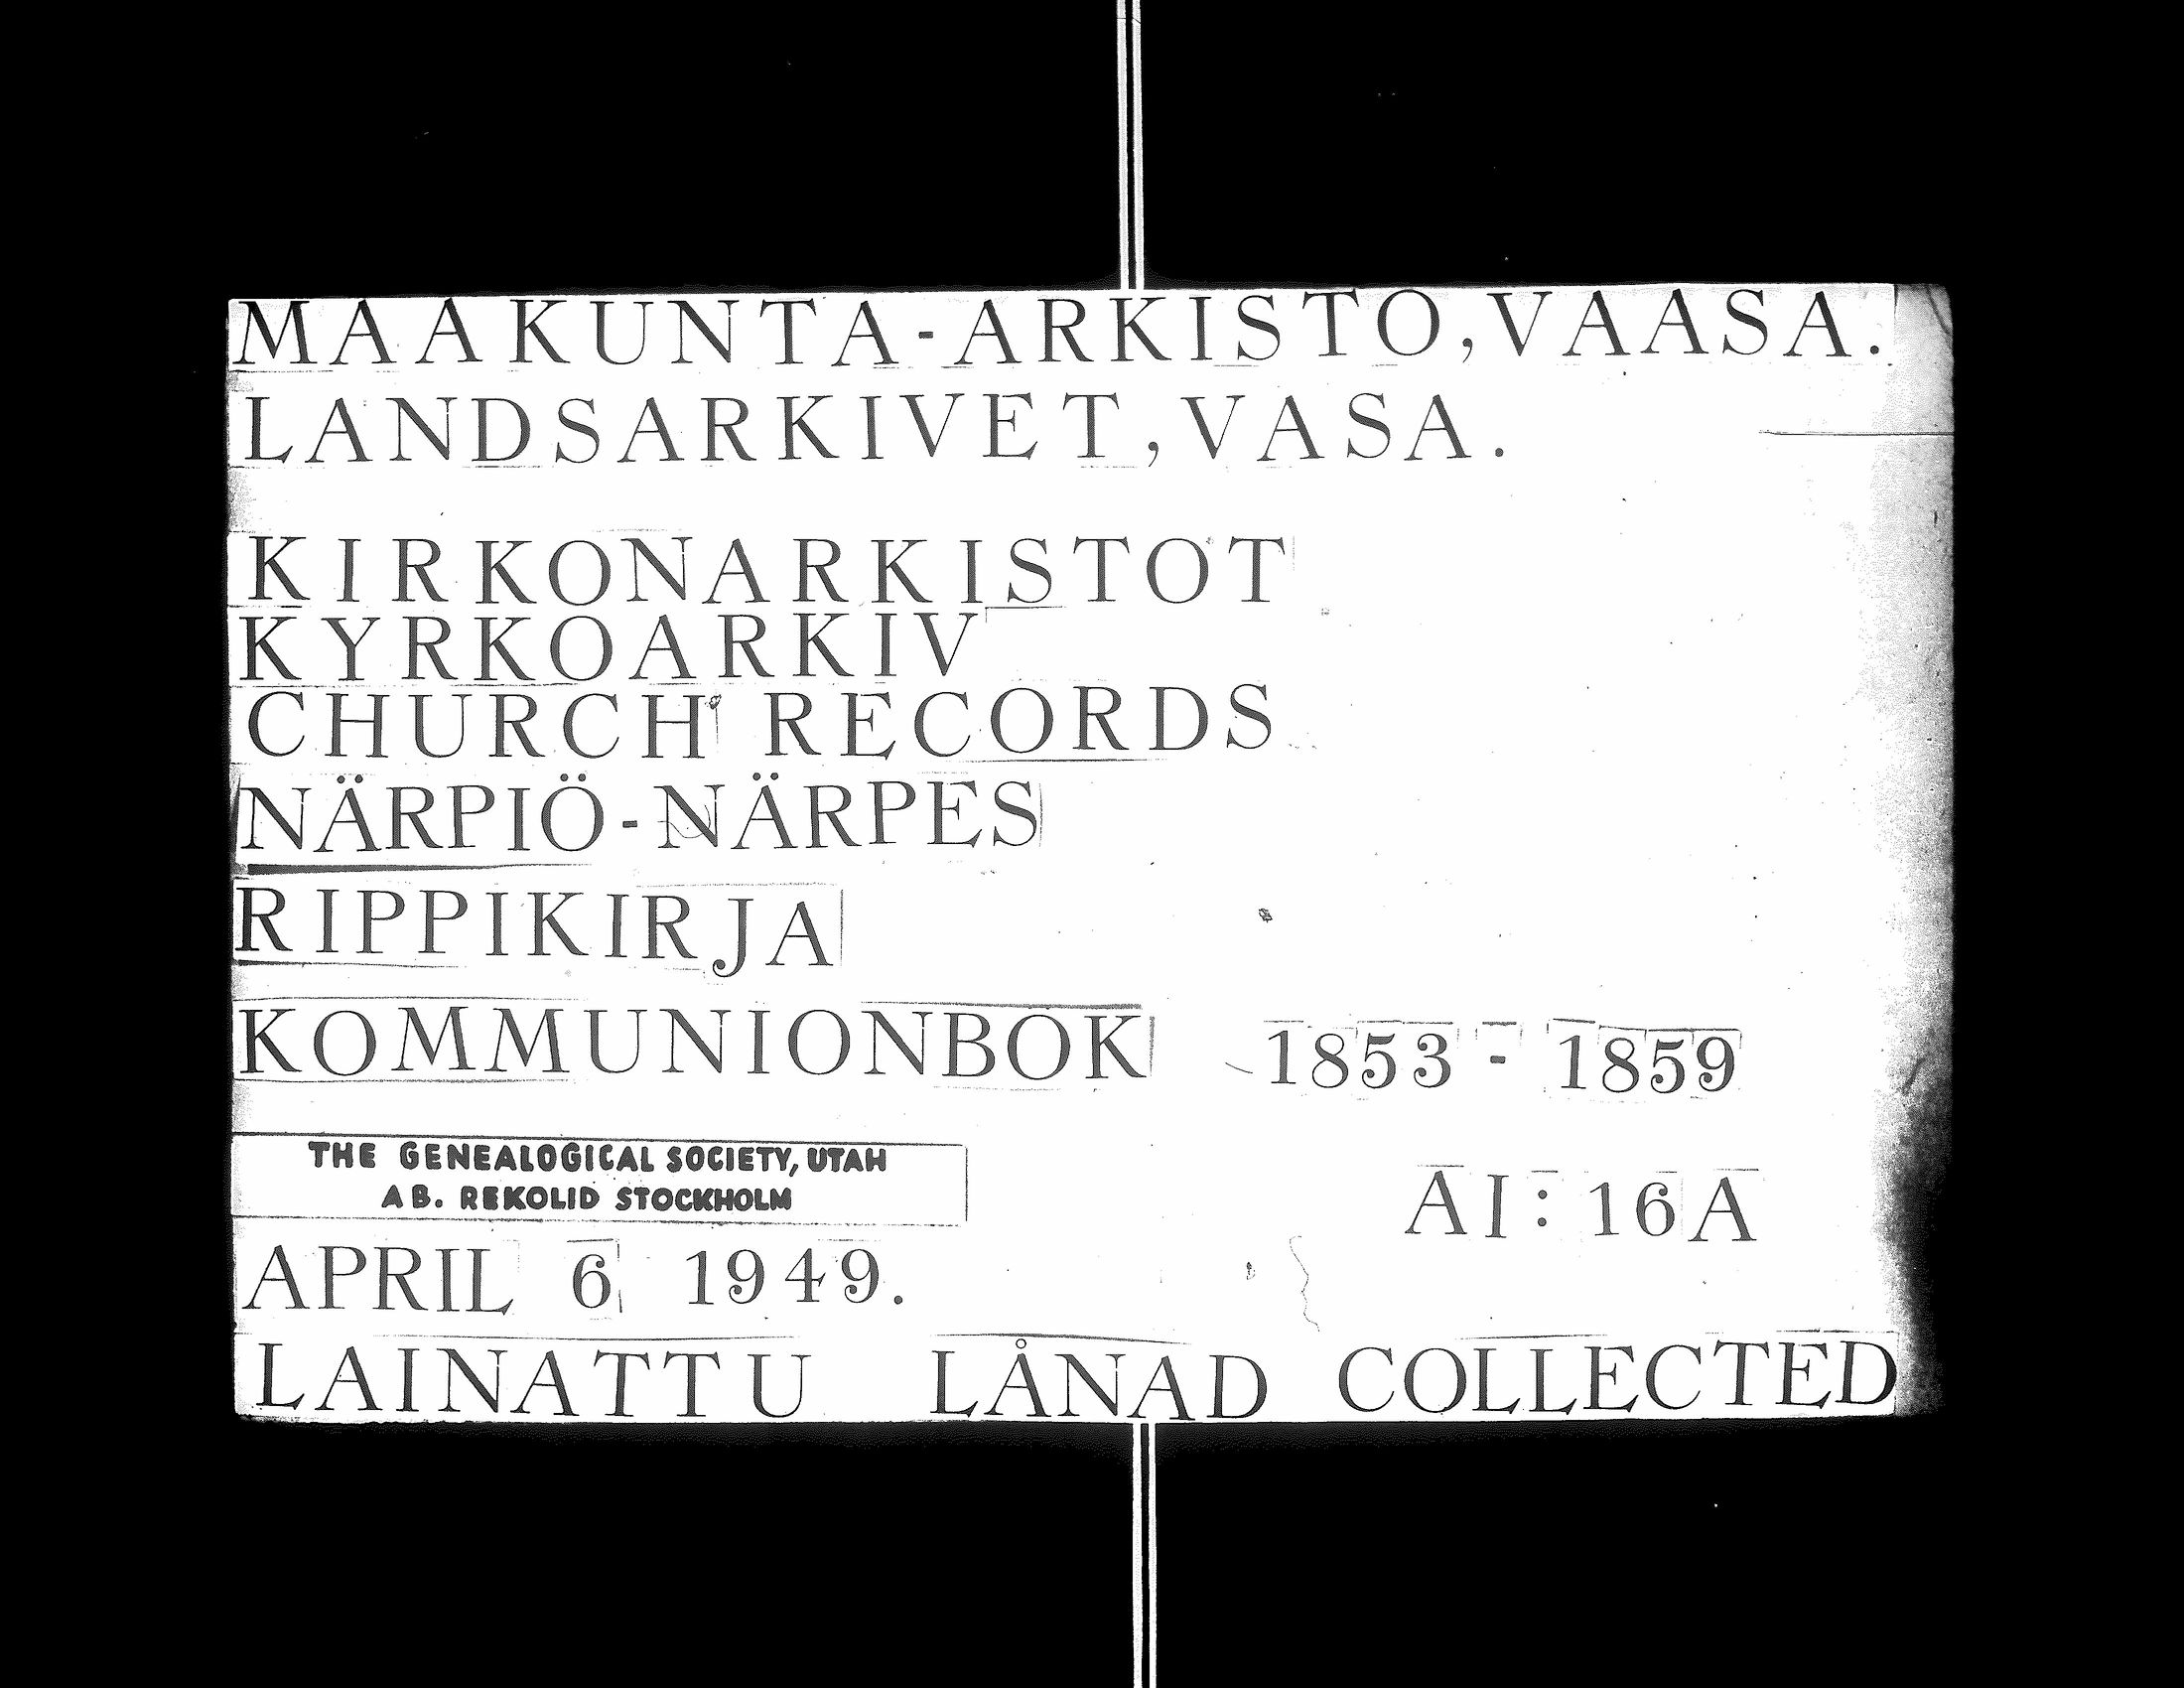 MAAKUNTA-ARKISTO, VAASA.
LANDSARKIVET, VASA.
KIRKONARKISTOT
KYRKOARKIV
CHURCH RECORDS
NÄRPIÖ-NÄRPES
RIPPIKIRJA
KOMMUNIONBOK 1853 - 1859
THE GENEALOGICAL SOCIETY, UTAH
AB. REKOLID STOCKHOLM
AI: 16A
APRIL 6 1949.
LAINATTU LÅNAD COLLECTED